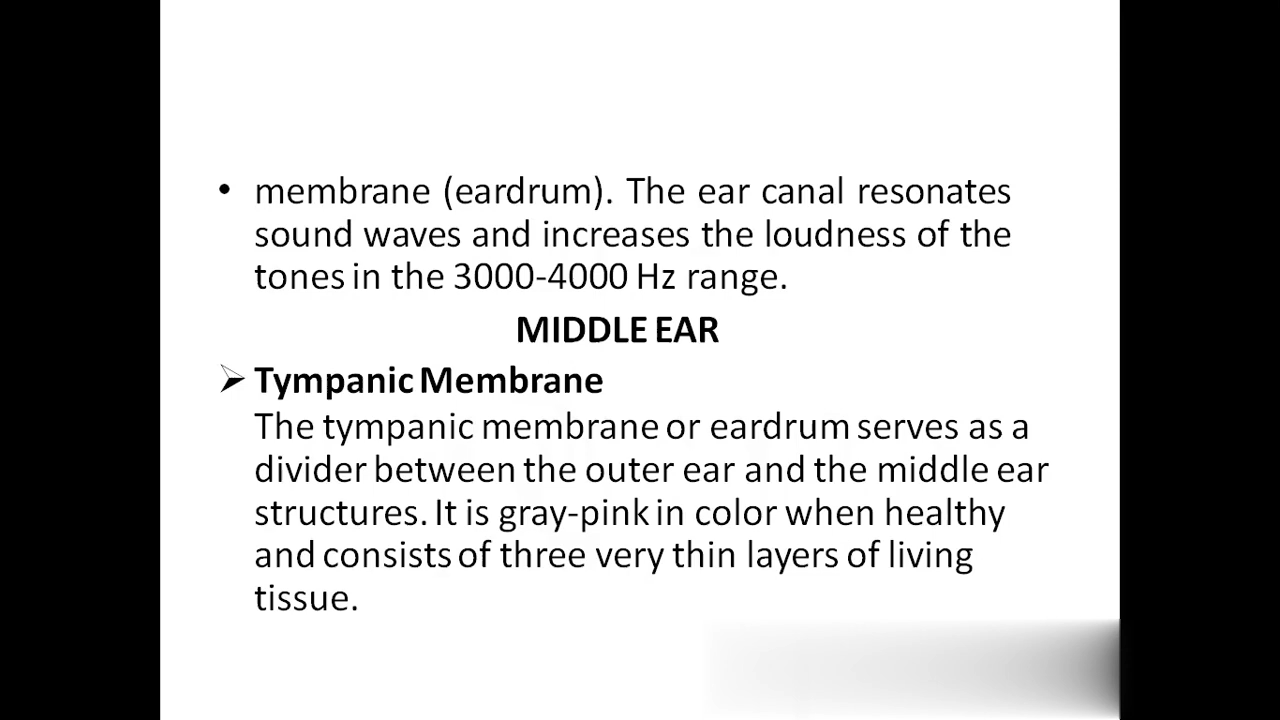 • membrane (eardrum). The ear canal resonates
sound waves and increases the loudness of the
tones in the 3000-4000 Hz range.
MIDDLE EAR
➢ Tympanic Membrane
The tympanic membrane or eardrum serves as a
divider between the outer ear and the middle ear
structures. It is gray-pink in color when healthy
and consists of three very thin layers of living
tissue.